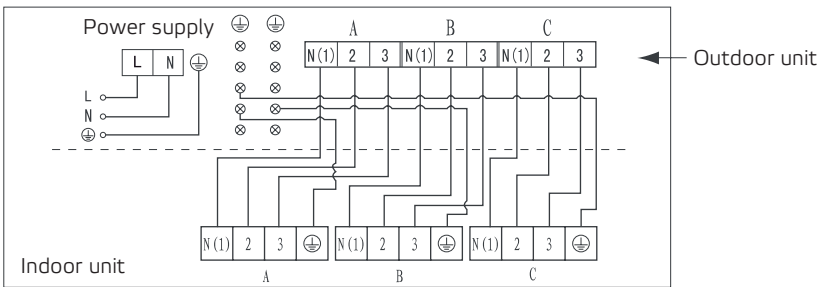 Power supply
A B C
L N
N(1) 2 3 N(1) 2 3 N(1) 2 3
Outdoor unit
L
N
N(1) 2 3 N(1) 2 3 N(1) 2 3
Indoor unit
A B C